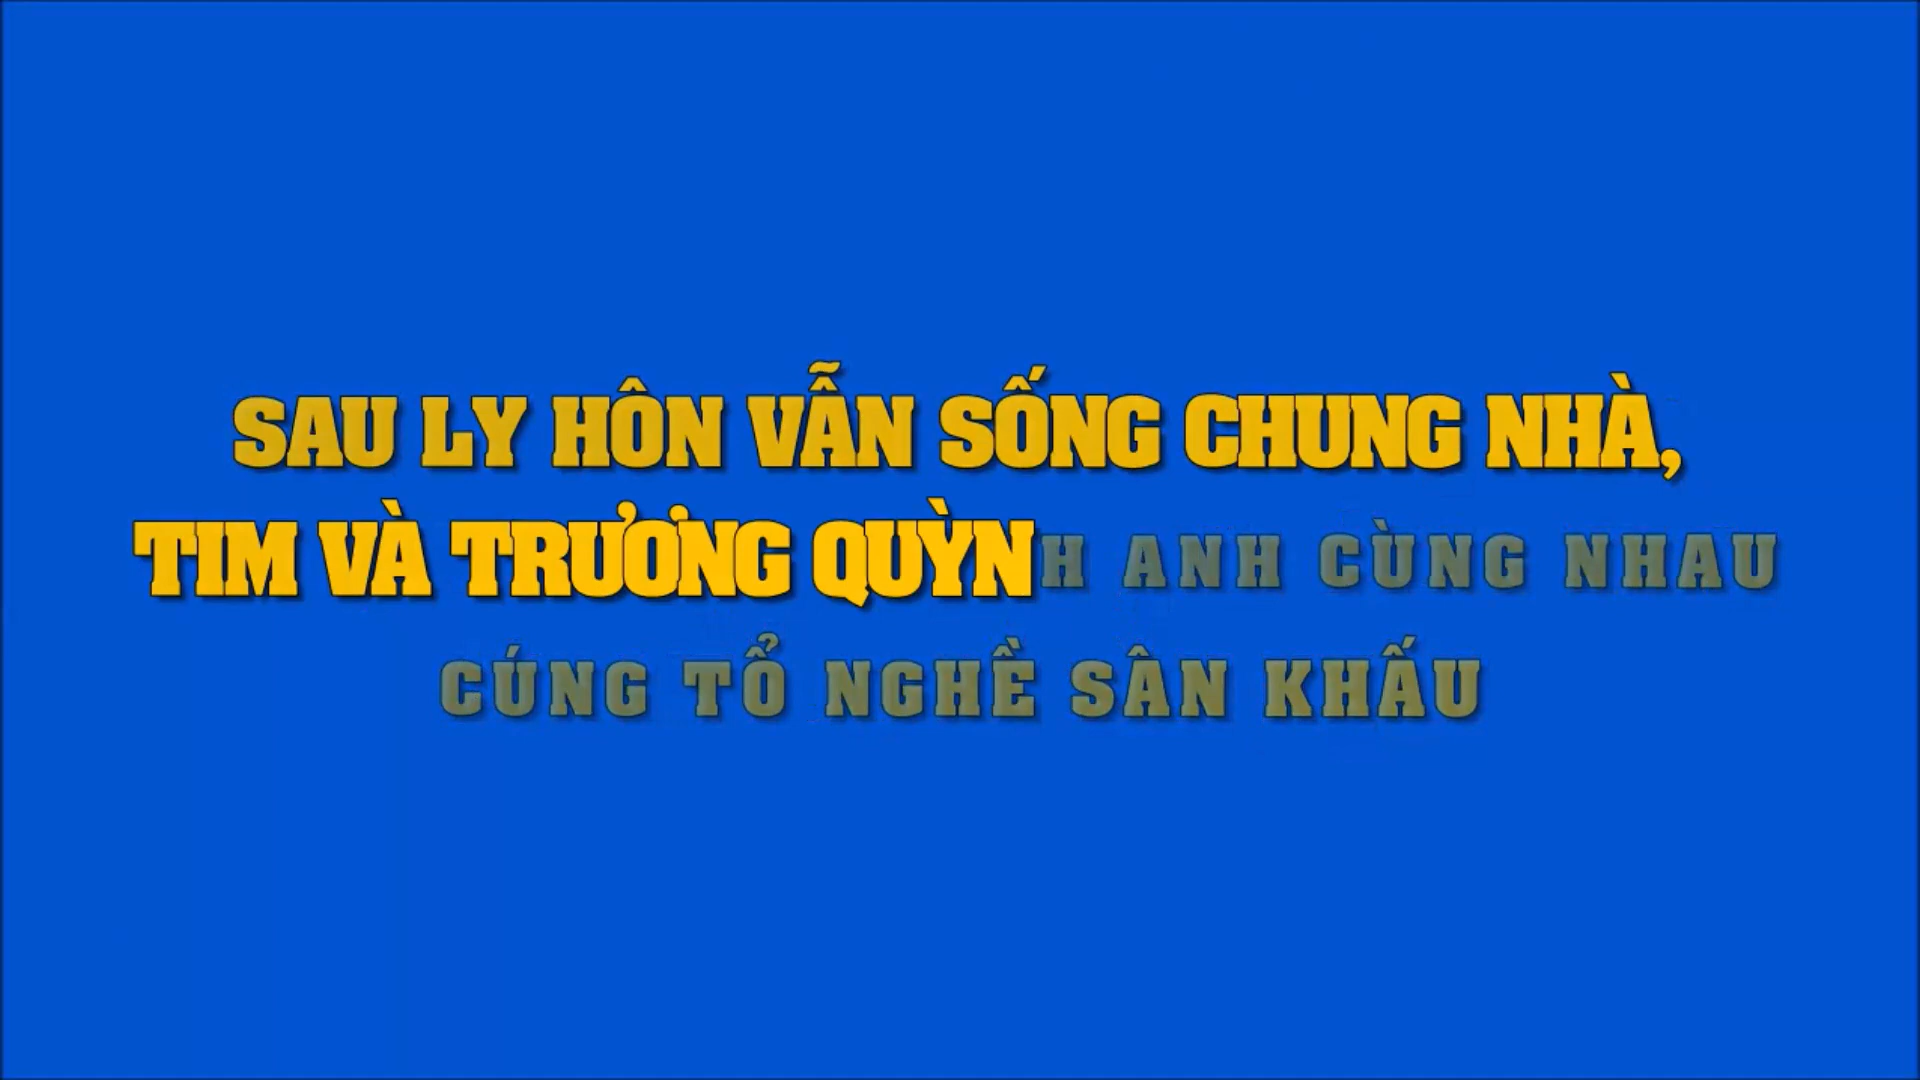 SAU LY HÔN VẪN SỐNG CHUNG NHÀ,
TIM VÀ TRƯƠNG QUỲNH ANH CÙNG NHAU
CÚNG TỔ NGHỀ SÂN KHẤU